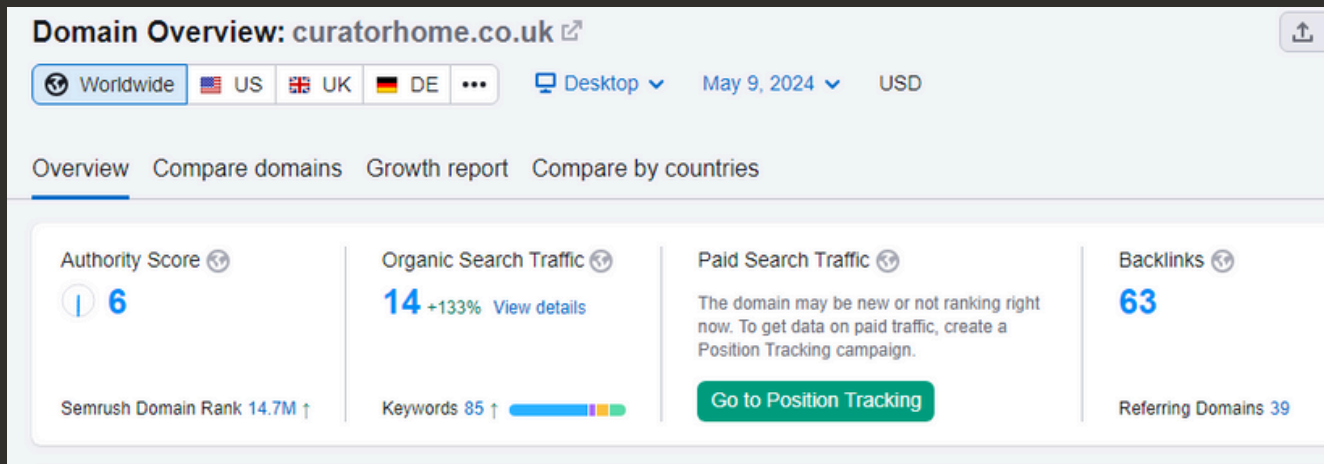 Domain Overview: curatorhome.co.uk
Worldwide US UK DE ••• Desktop May 9, 2024 USD
Overview Compare domains Growth report Compare by countries
Authority Score
6
Semrush Domain Rank 14.7M ↑
Organic Search Traffic
14 +133% View details
Keywords 85 ↑
Paid Search Traffic
The domain may be new or not ranking right
now. To get data on paid traffic, create a
Position Tracking campaign.
Go to Position Tracking
Backlinks
63
Referring Domains 39